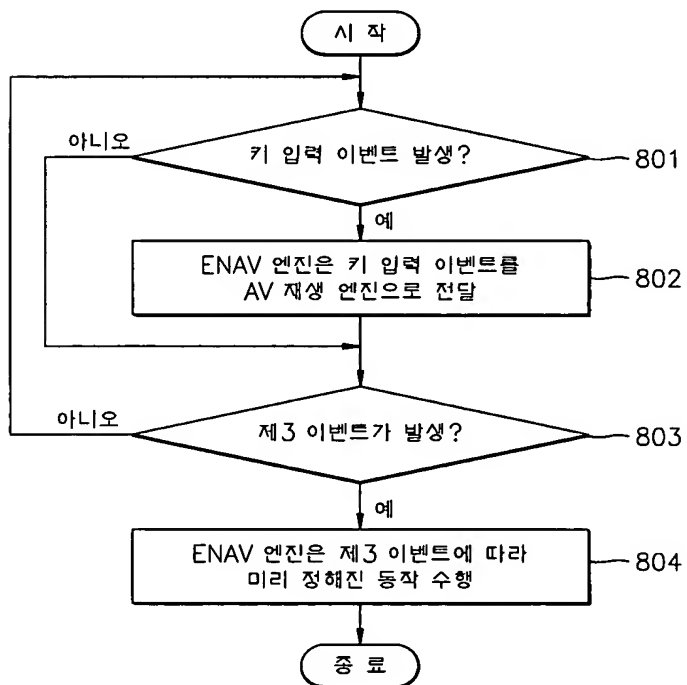 시 작
아니오
키 입력 이벤트 발생?
801
예
ENAV 엔진은 키 입력 이벤트를
AV 재생 엔진으로 전달
802
아니오
제3 이벤트가 발생?
803
예
ENAV 엔진은 제3 이벤트에 따라
미리 정해진 동작 수행
804
종 료